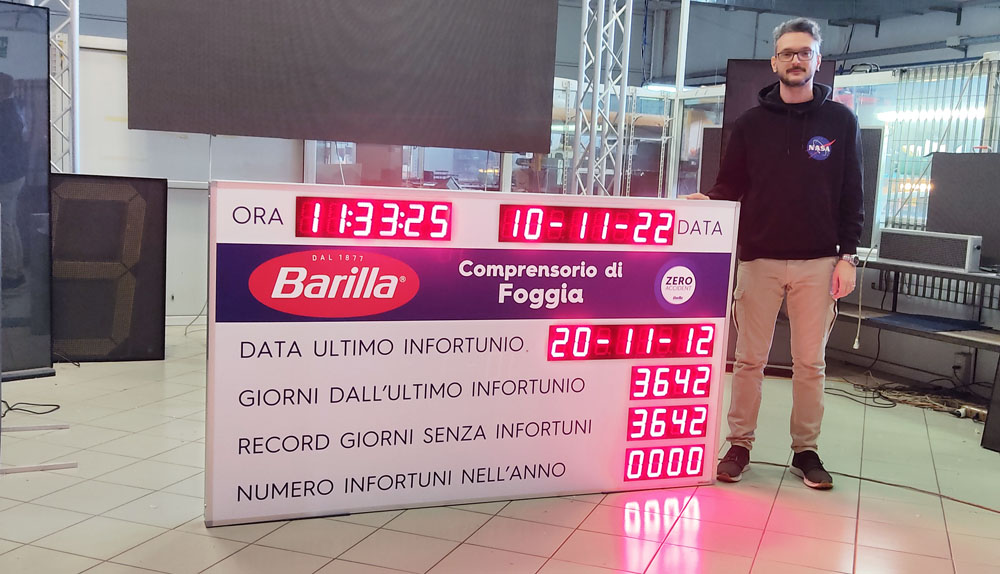 ORA 11:33:25 10-11-22 DATA
DAL 1877
Barilla®
Comprensorio di
Foggia
ZERO
ACCIDENT
DATA ULTIMO INFORTUNIO 20-11-12
GIORNI DALL'ULTIMO INFORTUNIO 3642
RECORD GIORNI SENZA INFORTUNI 3642
NUMERO INFORTUNI NELL'ANNO 0000
NASA